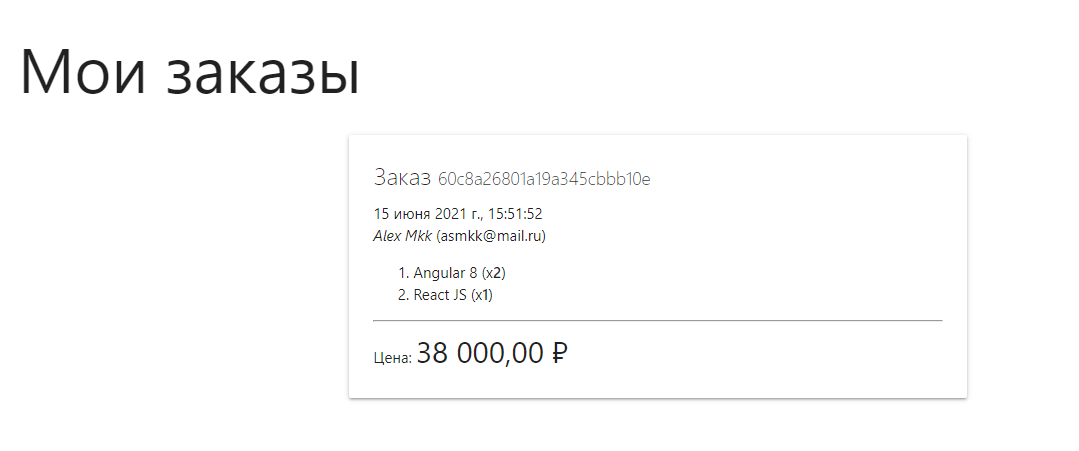 Мои заказы
Заказ 60c8a26801a19a345cbbb10e
15 июня 2021 г., 15:51:52
Alex Mkk (asmkk@mail.ru)
1. Angular 8 (x2)
2. React JS (x1)
Цена: 38 000,00 ₽